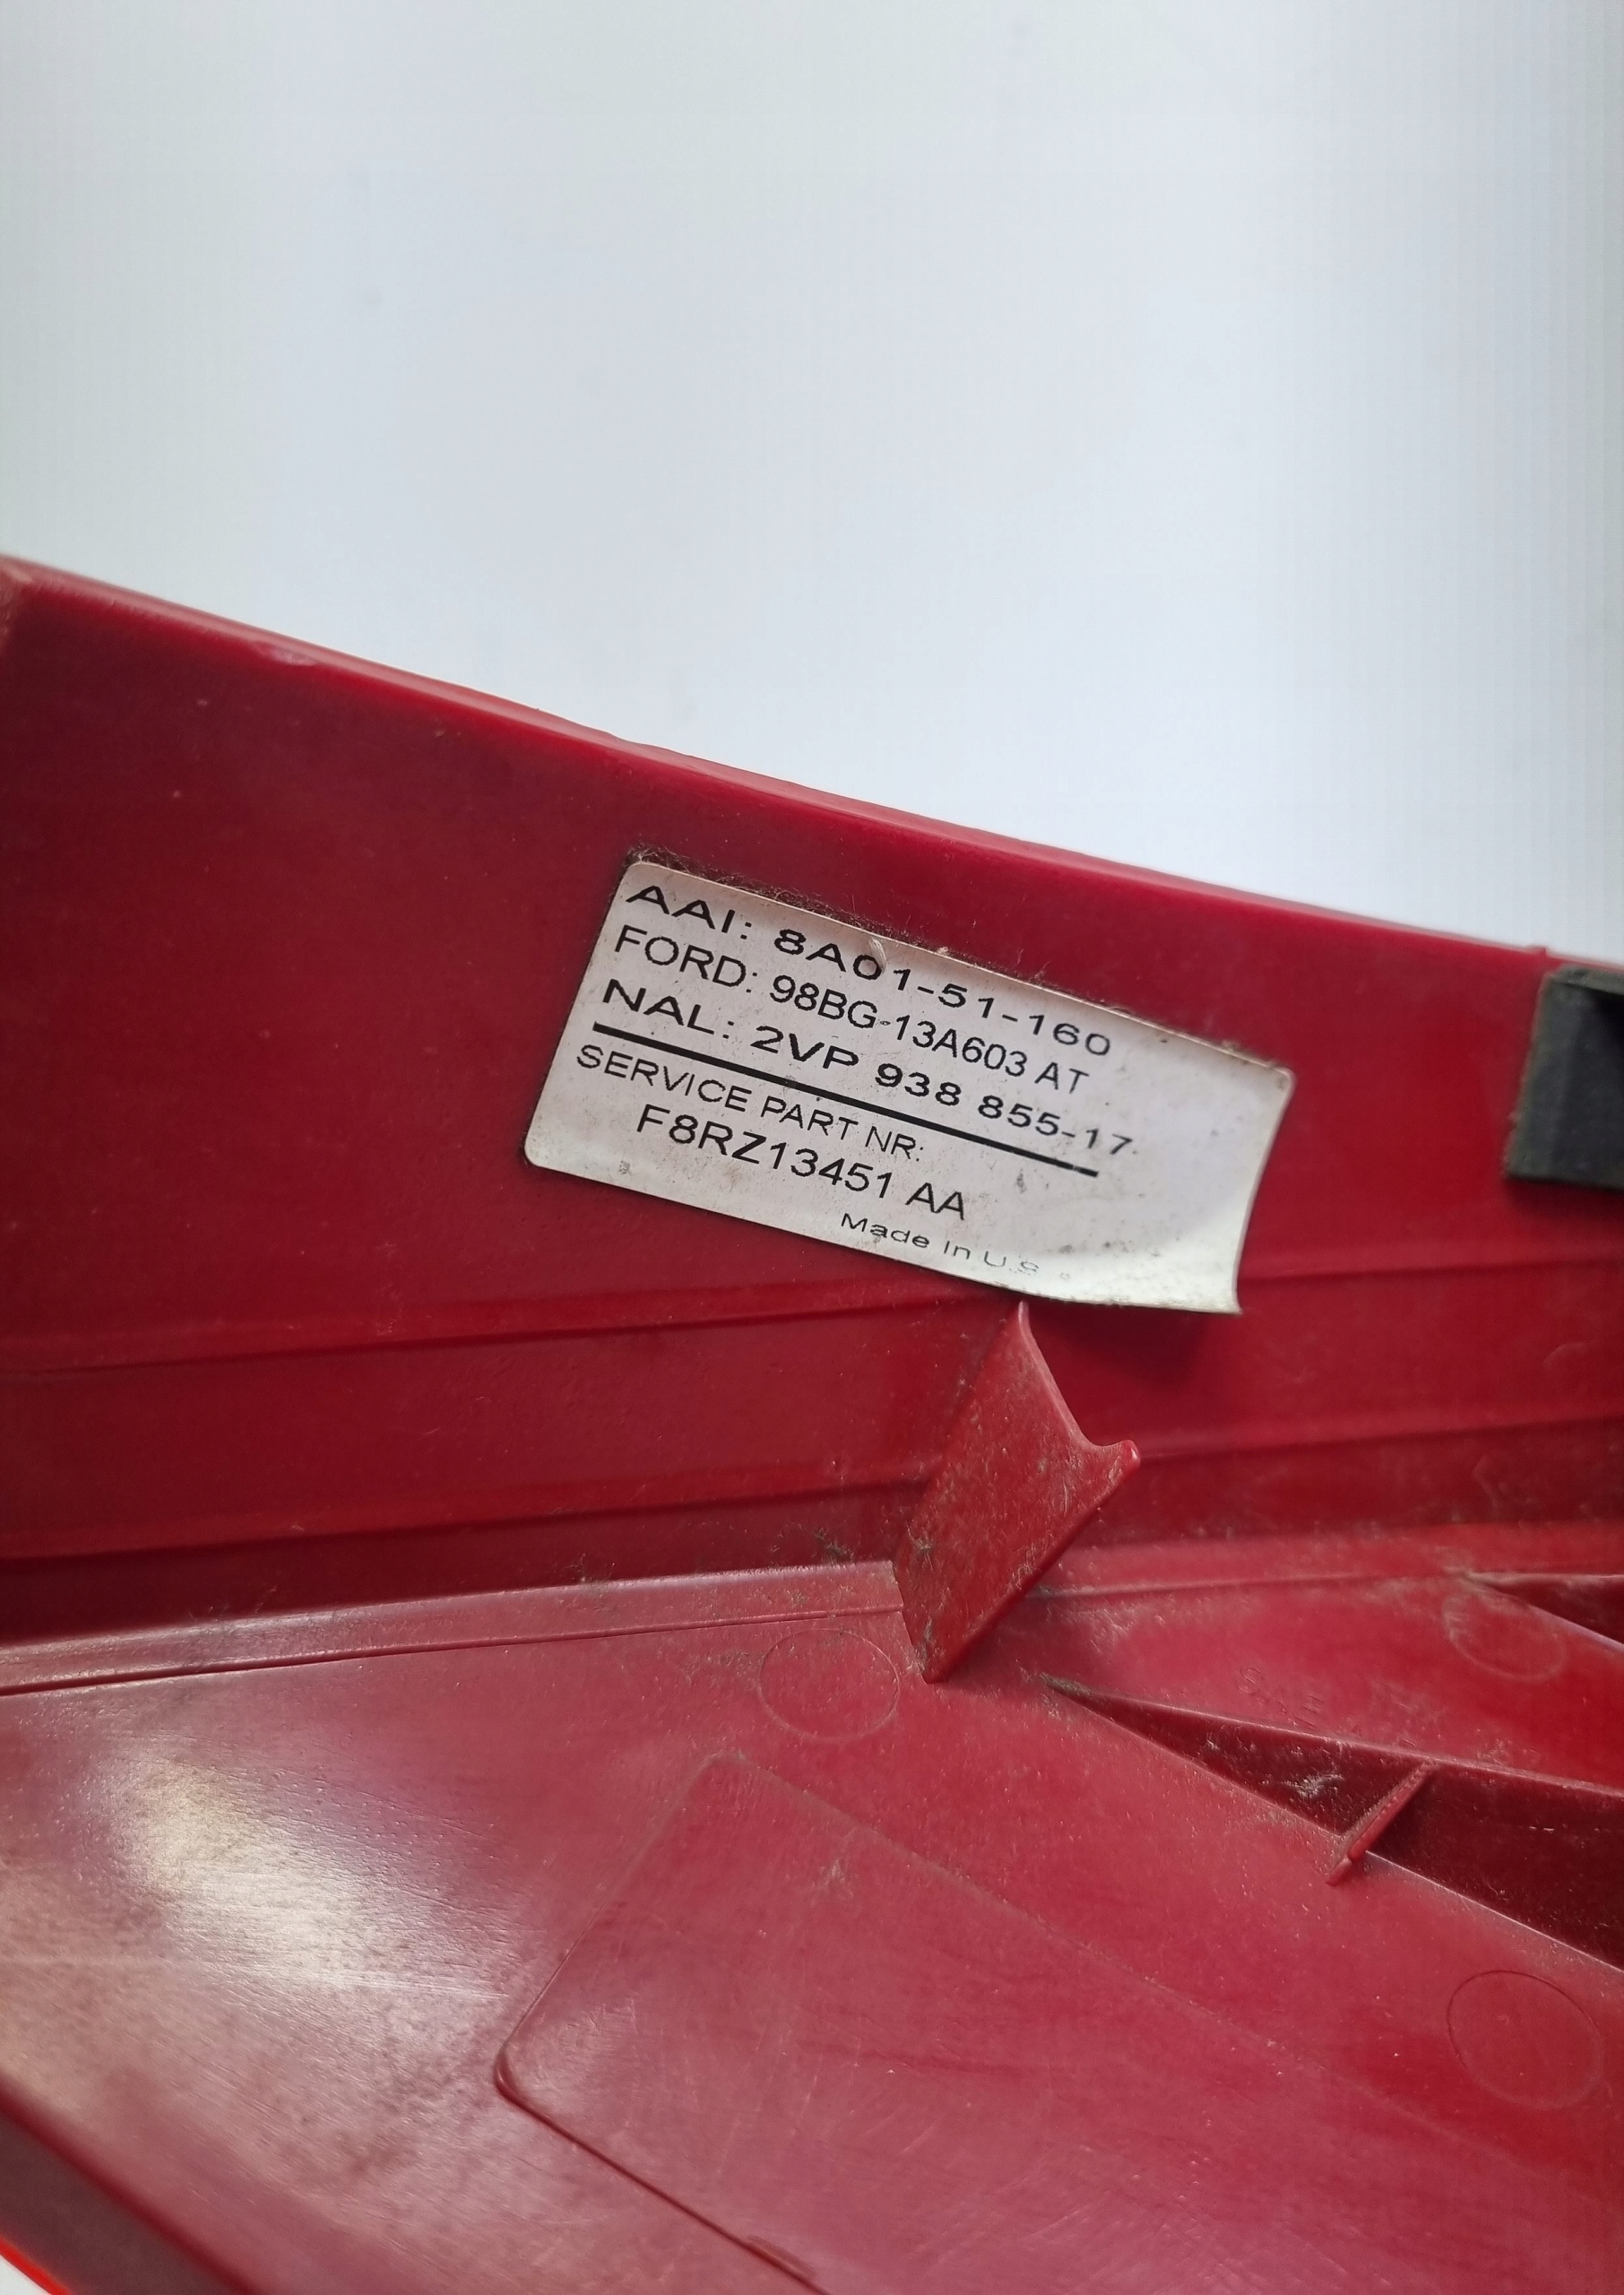 AAI: 8A01-51-160
FORD: 98BG-13A603 AT
NAL: 2VP 938 855-17
SERVICE PART NR:
F8RZ13451 AA
Made in U.S